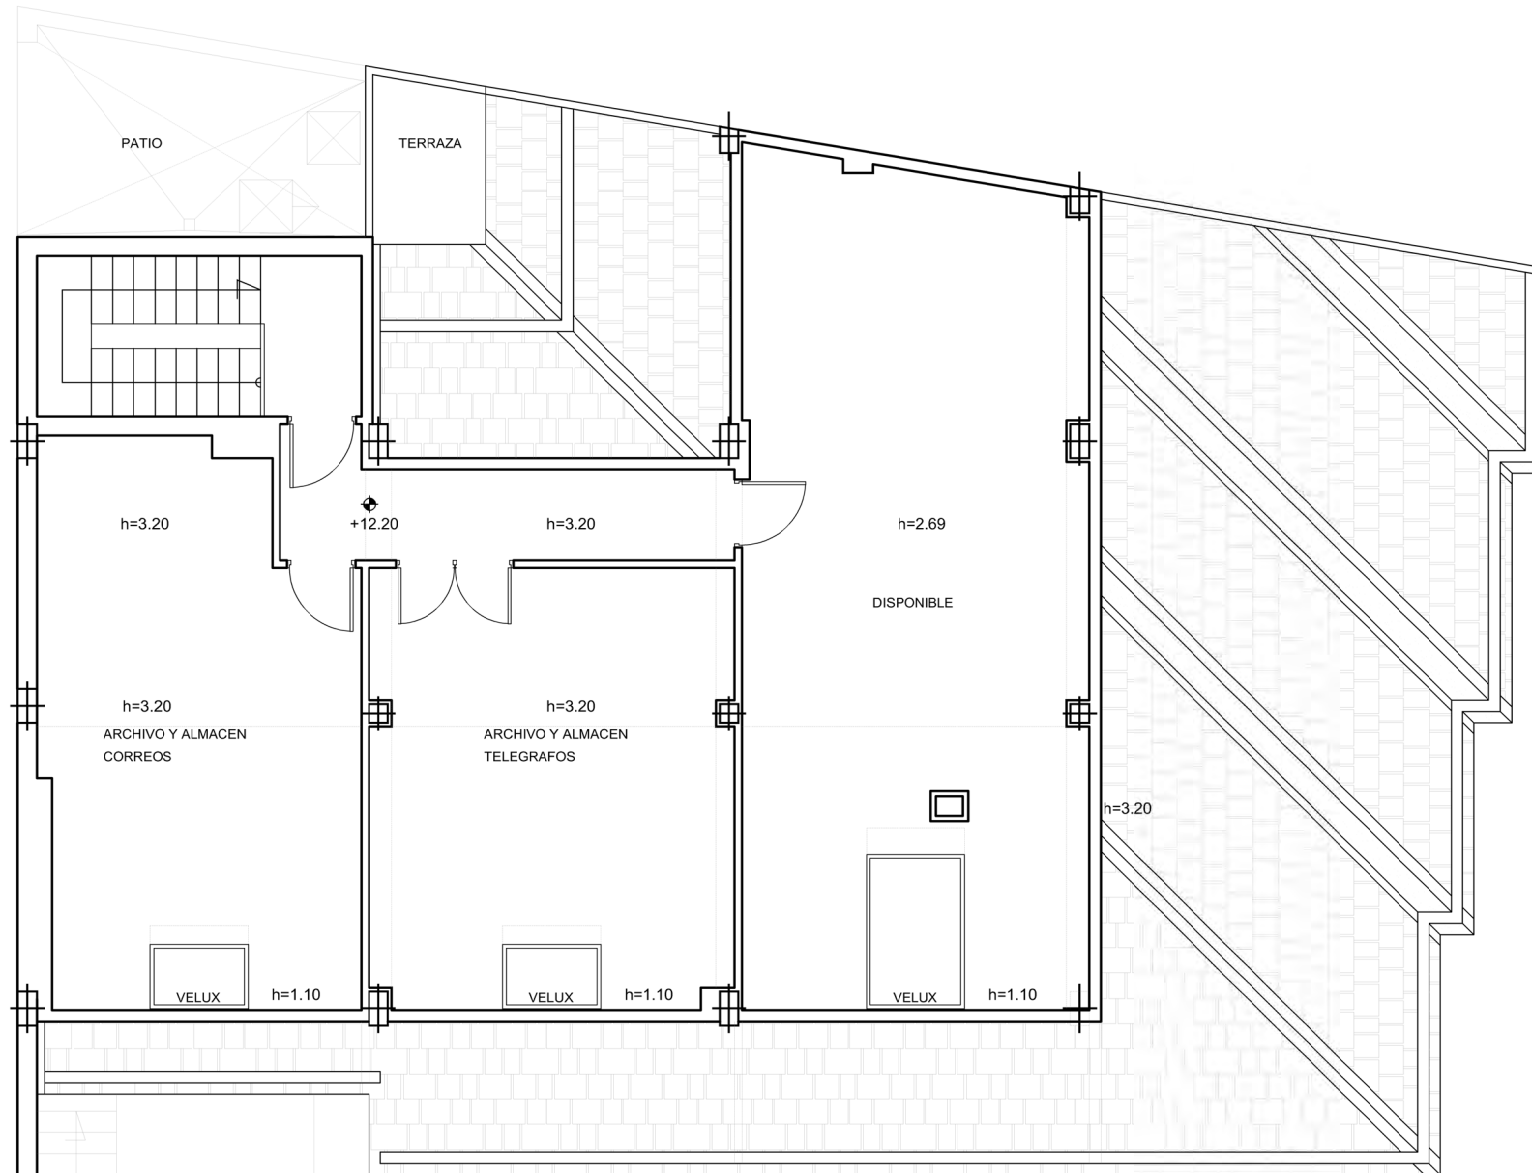 PATIO
TERRAZA
h=3.20
+12.20
h=3.20
h=2.69
DISPONIBLE
h=3.20
ARCHIVO Y ALMACEN
CORREOS
h=3.20
ARCHIVO Y ALMACEN
TELEGRAFOS
h=3.20
VELUX
h=1.10
VELUX
h=1.10
VELUX
h=1.10